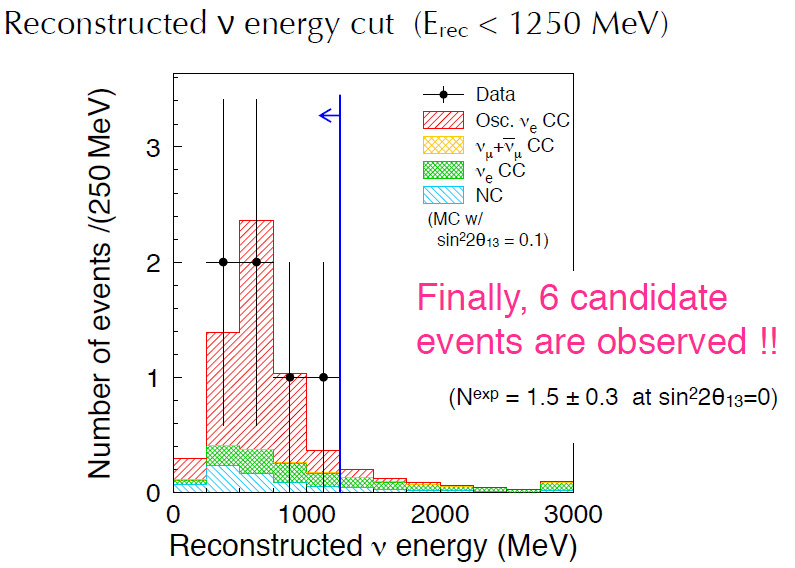 Reconstructed ν energy cut (Erec < 1250 MeV)
Number of events /(250 MeV)
3
2
1
0
Data
Osc. νe CC
νμ+ν̅μ CC
νe CC
NC
(MC w/
sin²2θ13 = 0.1)
Finally, 6 candidate
events are observed !!
(Nexp = 1.5 ± 0.3 at sin²2θ13=0)
0 1000 2000 3000
Reconstructed ν energy (MeV)